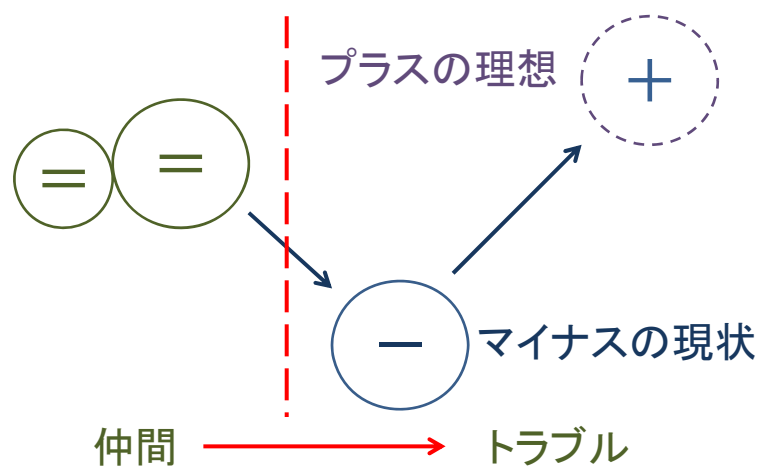 プラスの理想
+
= =
−
マイナスの現状
仲間 トラブル